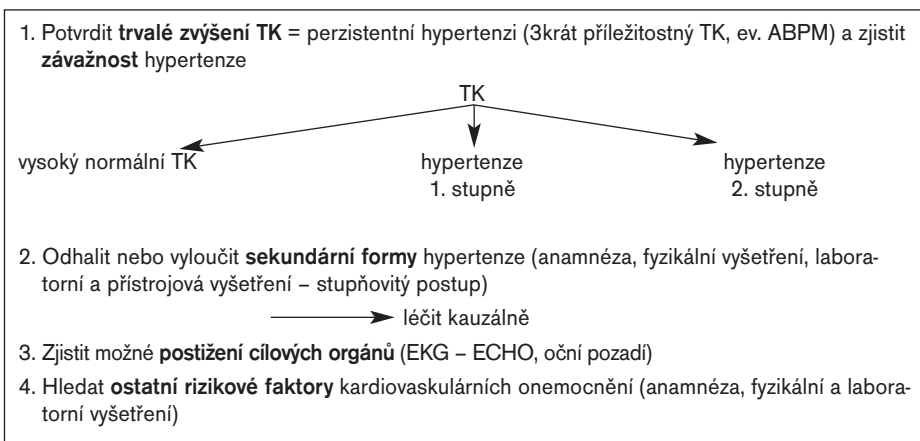 1. Potvrdit trvalé zvýšení TK = perzistentní hypertenzi (3krát příležitostný TK, ev. ABPM) a zjistit
závažnost hypertenze
TK
vysoký normální TK hypertenze hypertenze
1. stupně 2. stupně
2. Odhalit nebo vyloučit sekundární formy hypertenze (anamnéza, fyzikální vyšetření, labora-
torní a přístrojová vyšetření – stupňovitý postup)
léčit kauzálně
3. Zjistit možné postižení cílových orgánů (EKG – ECHO, oční pozadí)
4. Hledat ostatní rizikové faktory kardiovaskulárních onemocnění (anamnéza, fyzikální a labora-
torní vyšetření)